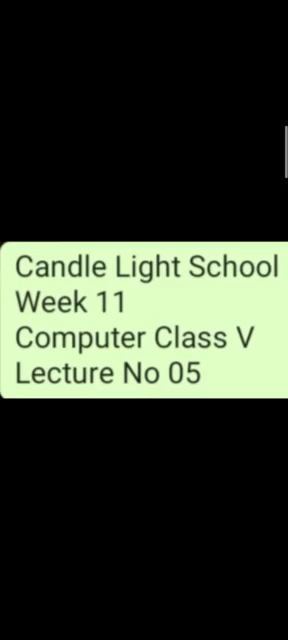 Candle Light School
Week 11
Computer Class V
Lecture No 05